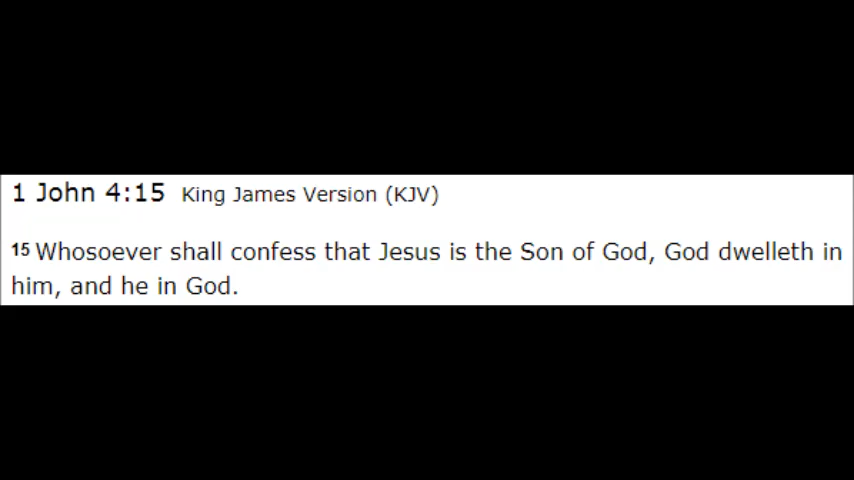 1 John 4:15 King James Version (KJV)
15 Whosoever shall confess that Jesus is the Son of God, God dwelleth in
him, and he in God.